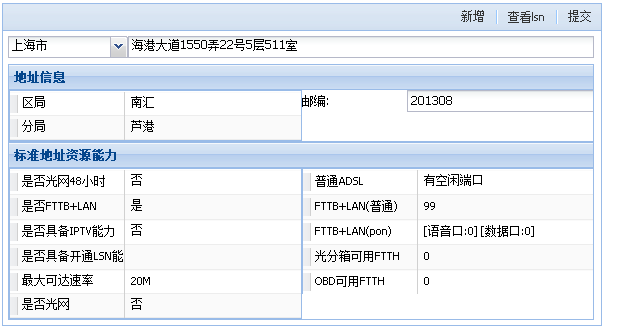 新增 查看lsn 提交
上海市 海港大道1550弄22号5层511室
地址信息
区局 南汇 邮编: 201308
分局 芦港
标准地址资源能力
是否光网48小时 否 普通ADSL 有空闲端口
是否FTTB+LAN 是 FTTB+LAN(普通) 99
是否具备IPTV能力 否 FTTB+LAN(pon) [语音口:0][数据口:0]
是否具备开通LSN能 光分箱可用FTTH 0
最大可达速率 20M OBD可用FTTH 0
是否光网 否